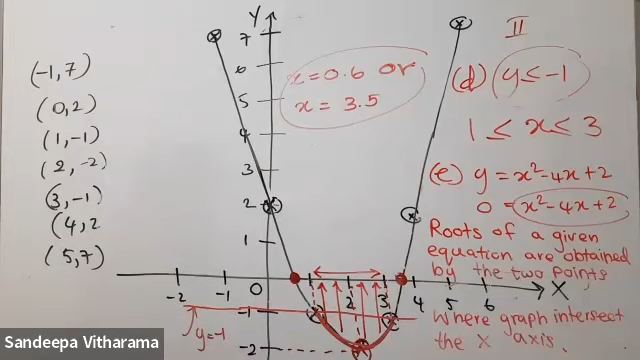 (-1,7)
(0,2)
(1,-1)
(2,-2)
(3,-1)
(4,2
(5,7)
Y
7
6
5
4
3
2
1
0
-1
-2
-2
-1
1
2
3
4
5
6
X
y=-1
x=0.6 or
x = 3.5
II
(d) y≤-1
1 ≤ x ≤ 3
(e) y = x²-4x+2
0 = x²-4x+2
Roots of a given
equation are obtained
by the two points
where graph intersect
the X axis.
Sandeepa Vitharama